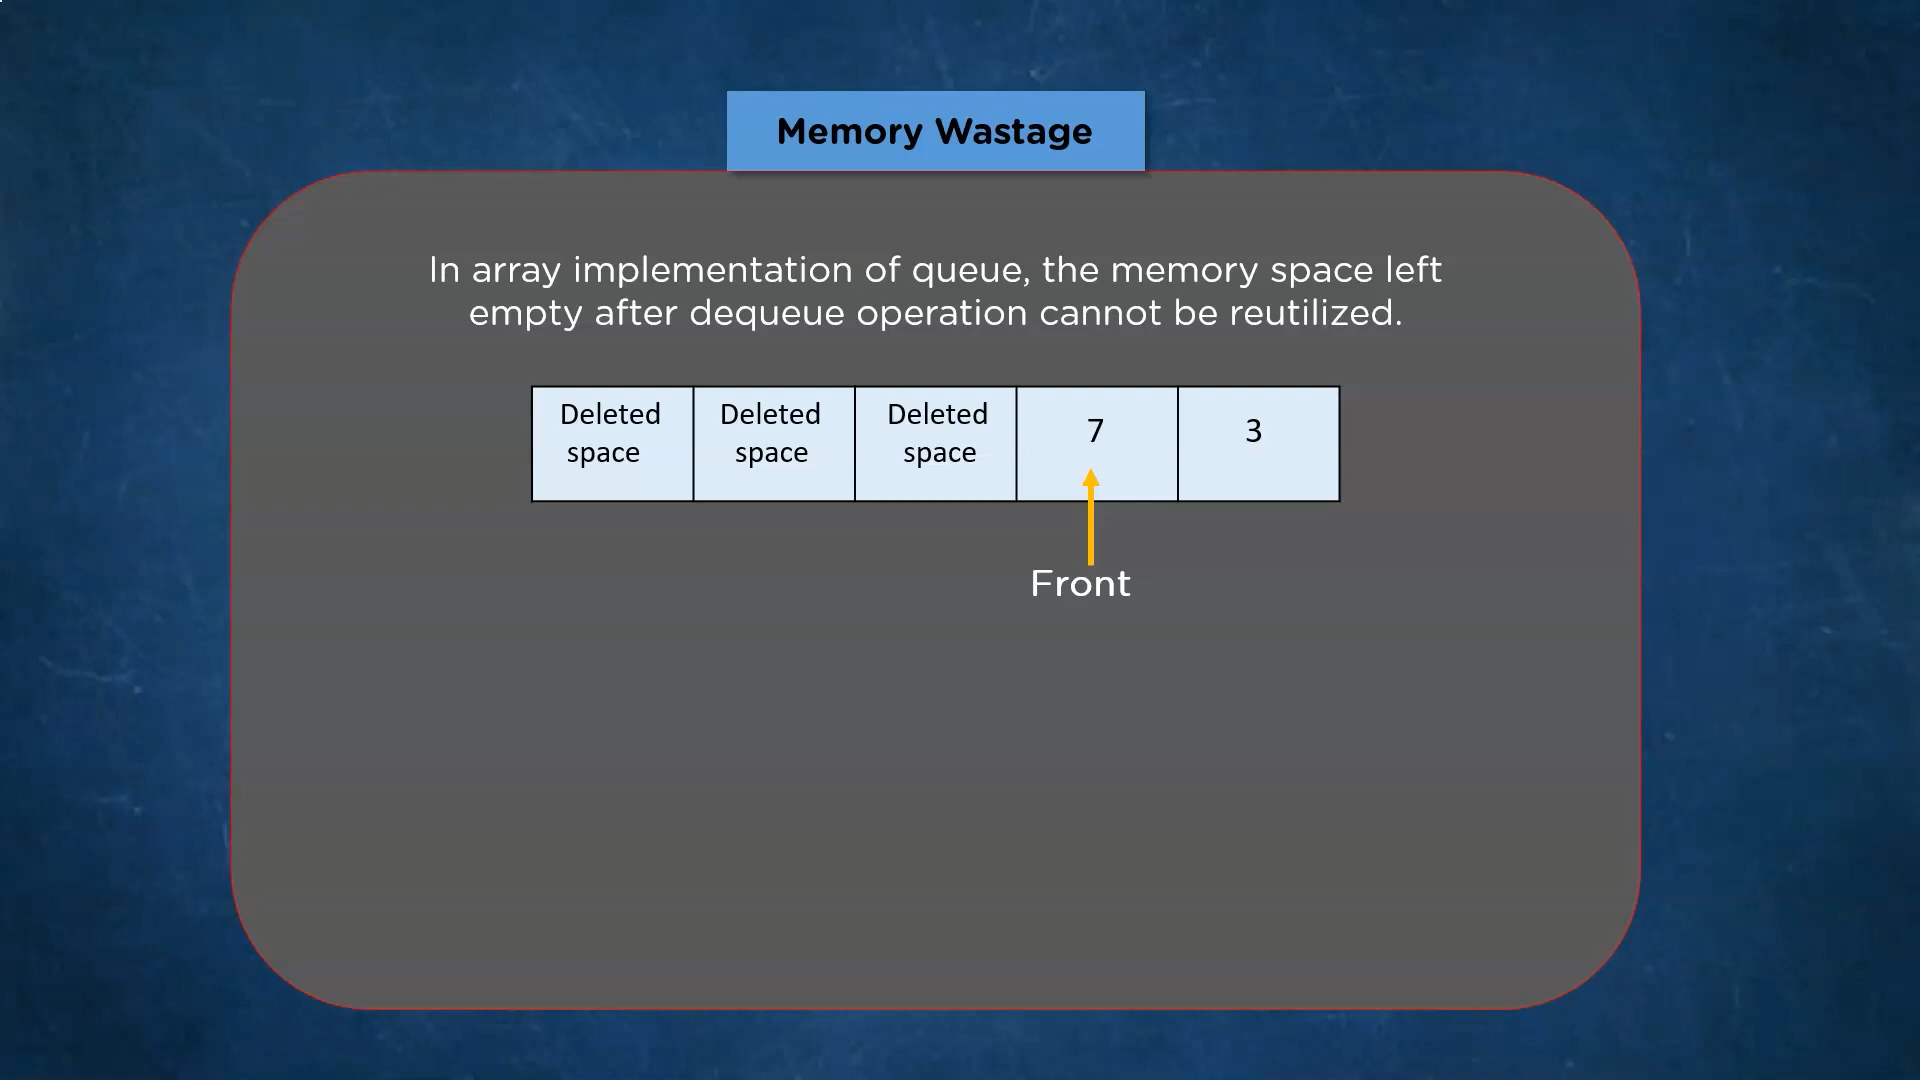 Memory Wastage
In array implementation of queue, the memory space left
empty after dequeue operation cannot be reutilized.
Deleted space
Deleted space
Deleted space
7
3
Front